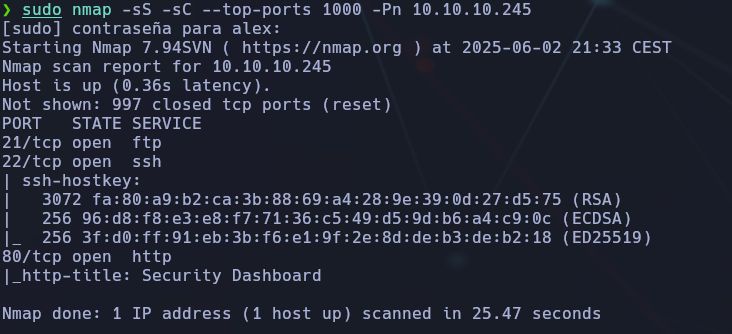 ❯ sudo nmap -sS -sC --top-ports 1000 -Pn 10.10.10.245
[sudo] contraseña para alex:
Starting Nmap 7.94SVN ( https://nmap.org ) at 2025-06-02 21:33 CEST
Nmap scan report for 10.10.10.245
Host is up (0.36s latency).
Not shown: 997 closed tcp ports (reset)
PORT   STATE SERVICE
21/tcp open  ftp
22/tcp open  ssh
| ssh-hostkey:
|   3072 fa:80:a9:b2:ca:3b:88:69:a4:28:9e:39:0d:27:d5:75 (RSA)
|   256 96:d8:f8:e3:e8:f7:71:36:c5:49:d5:9d:b6:a4:c9:0c (ECDSA)
|_  256 3f:d0:ff:91:eb:3b:f6:e1:9f:2e:8d:de:b3:de:b2:18 (ED25519)
80/tcp open  http
|_http-title: Security Dashboard
Nmap done: 1 IP address (1 host up) scanned in 25.47 seconds